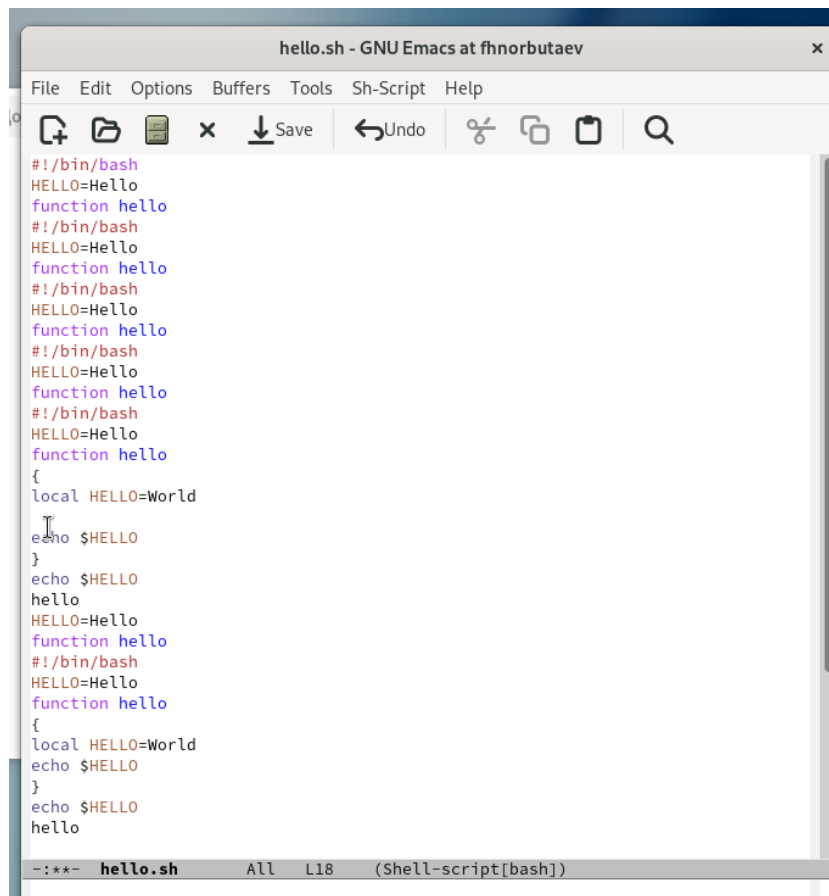 hello.sh - GNU Emacs at fhnorbutaev
File Edit Options Buffers Tools Sh-Script Help
Save Undo
#!/bin/bash
HELLO=Hello
function hello
#!/bin/bash
HELLO=Hello
function hello
#!/bin/bash
HELLO=Hello
function hello
#!/bin/bash
HELLO=Hello
function hello
#!/bin/bash
HELLO=Hello
function hello
{
local HELLO=World
echo $HELLO
}
echo $HELLO
hello
HELLO=Hello
function hello
#!/bin/bash
HELLO=Hello
function hello
{
local HELLO=World
echo $HELLO
}
echo $HELLO
hello
-:**- hello.sh All L18 (Shell-script[bash])